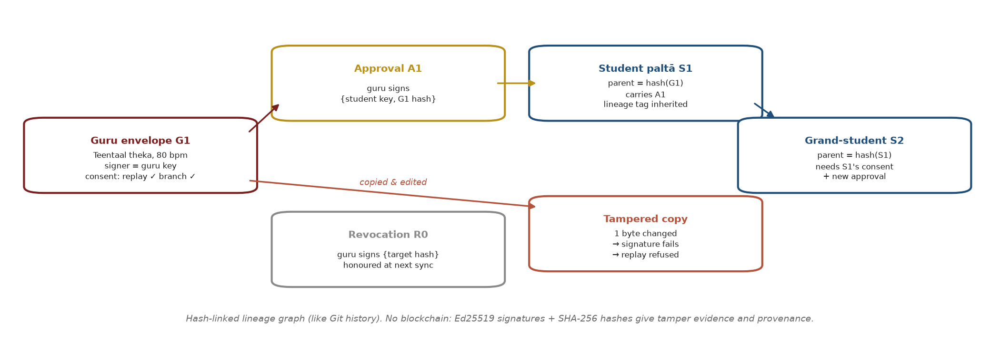 Approval A1
guru signs
{student key, G1 hash}
Student paltā S1
parent = hash(G1)
carries A1
lineage tag inherited
Guru envelope G1
Teentaal theka, 80 bpm
signer = guru key
consent: replay ✓ branch ✓
Grand-student S2
parent = hash(S1)
needs S1's consent
+ new approval
copied & edited
Tampered copy
1 byte changed
→ signature fails
→ replay refused
Revocation R0
guru signs {target hash}
honoured at next sync
Hash-linked lineage graph (like Git history). No blockchain: Ed25519 signatures + SHA-256 hashes give tamper evidence and provenance.